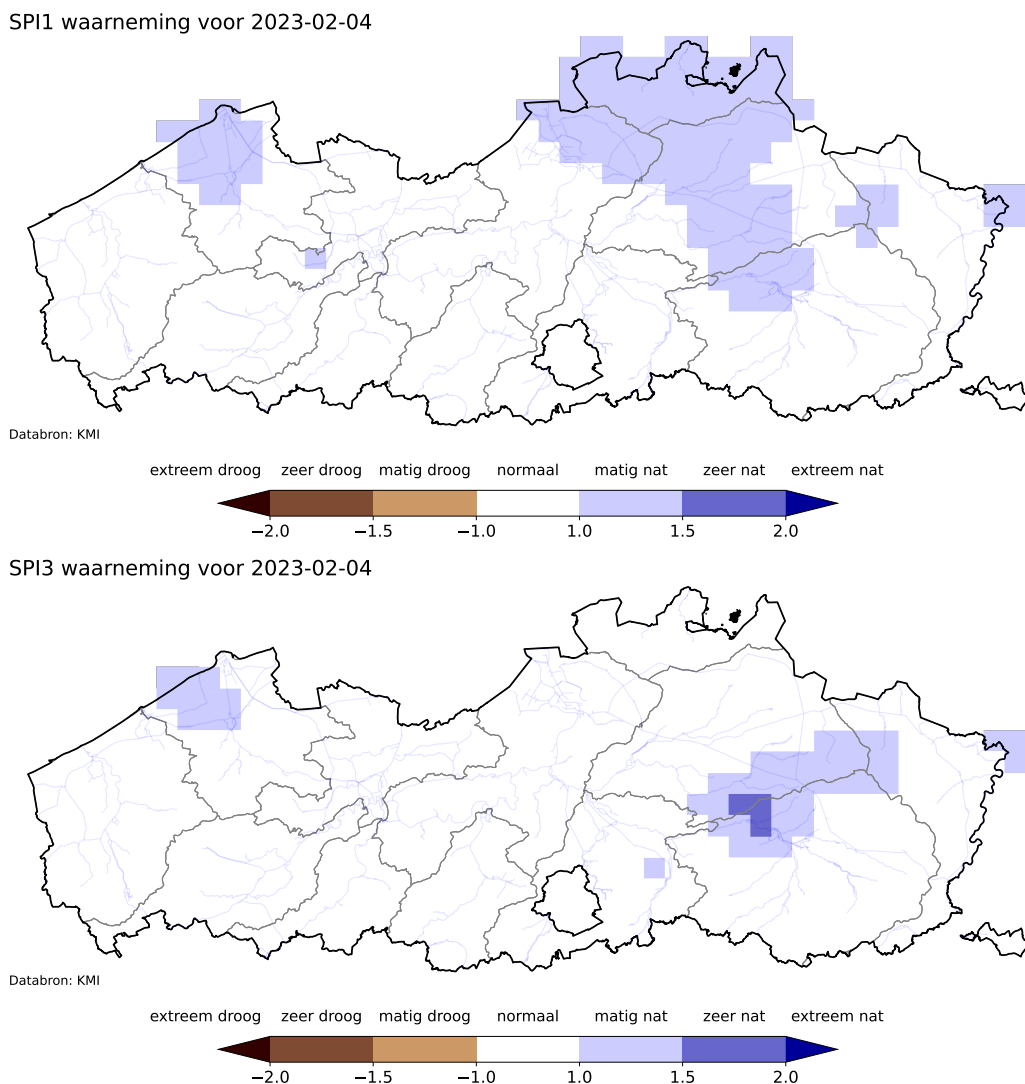 SPI1 waarneming voor 2023-02-04
Databron: KMI
extreem droog zeer droog matig droog normaal matig nat zeer nat extreem nat
−2.0 −1.5 −1.0 1.0 1.5 2.0
SPI3 waarneming voor 2023-02-04
Databron: KMI
extreem droog zeer droog matig droog normaal matig nat zeer nat extreem nat
−2.0 −1.5 −1.0 1.0 1.5 2.0